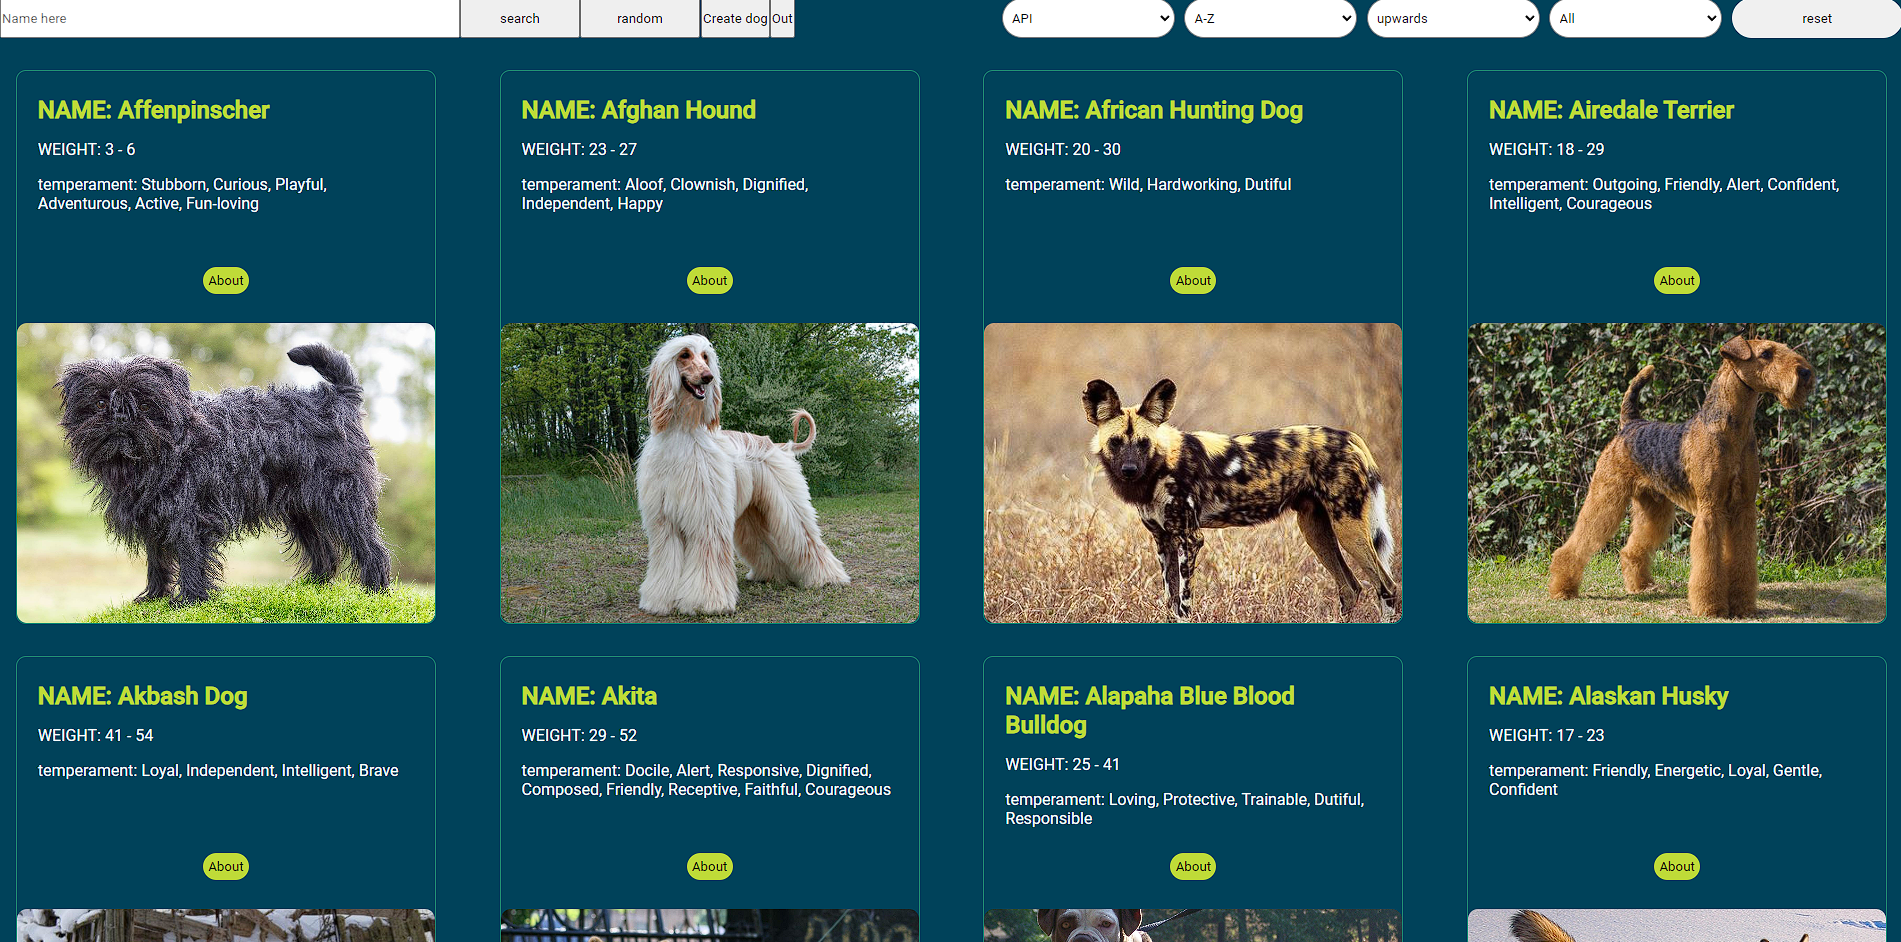 Name here
search
random
Create dog
Out
API
A-Z
upwards
All
reset
NAME: Affenpinscher
WEIGHT: 3 - 6
temperament: Stubborn, Curious, Playful,
Adventurous, Active, Fun-loving
About
NAME: Afghan Hound
WEIGHT: 23 - 27
temperament: Aloof, Clownish, Dignified,
Independent, Happy
About
NAME: African Hunting Dog
WEIGHT: 20 - 30
temperament: Wild, Hardworking, Dutiful
About
NAME: Airedale Terrier
WEIGHT: 18 - 29
temperament: Outgoing, Friendly, Alert, Confident,
Intelligent, Courageous
About
NAME: Akbash Dog
WEIGHT: 41 - 54
temperament: Loyal, Independent, Intelligent, Brave
About
NAME: Akita
WEIGHT: 29 - 52
temperament: Docile, Alert, Responsive, Dignified,
Composed, Friendly, Receptive, Faithful, Courageous
About
NAME: Alapaha Blue Blood
Bulldog
WEIGHT: 25 - 41
temperament: Loving, Protective, Trainable, Dutiful,
Responsible
About
NAME: Alaskan Husky
WEIGHT: 17 - 23
temperament: Friendly, Energetic, Loyal, Gentle,
Confident
About